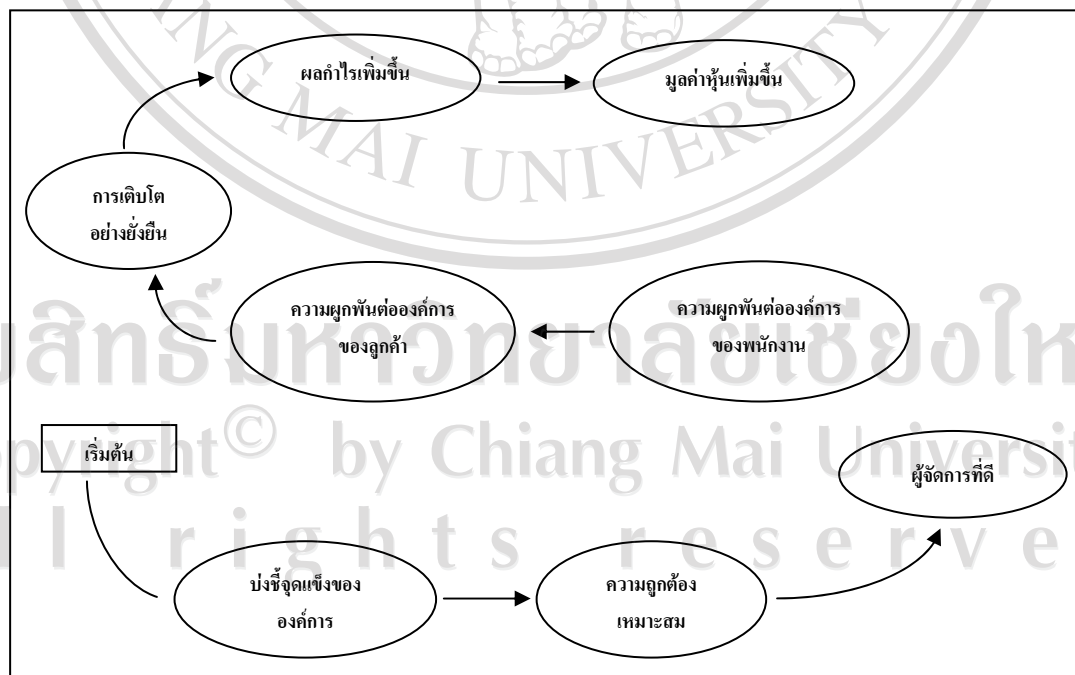 ผลกำไรเพิ่มขึ้น
มูลค่าหุ้นเพิ่มขึ้น
ING MAI UNIVERSITY
การเติบโต
อย่างยั่งยืน
ความผูกพันต่อองค์การ
ของลูกค้า
ความผูกพันต่อองค์การ
ของพนักงาน
เริ่มต้น
ผู้จัดการที่ดี
บ่งชี้จุดแข็งของ
องค์การ
ความถูกต้อง
เหมาะสม
ยสิทธิ์มหาวิทยาลัยเชียงให
opyright© by Chiang Mai Universit
l l rights reserve